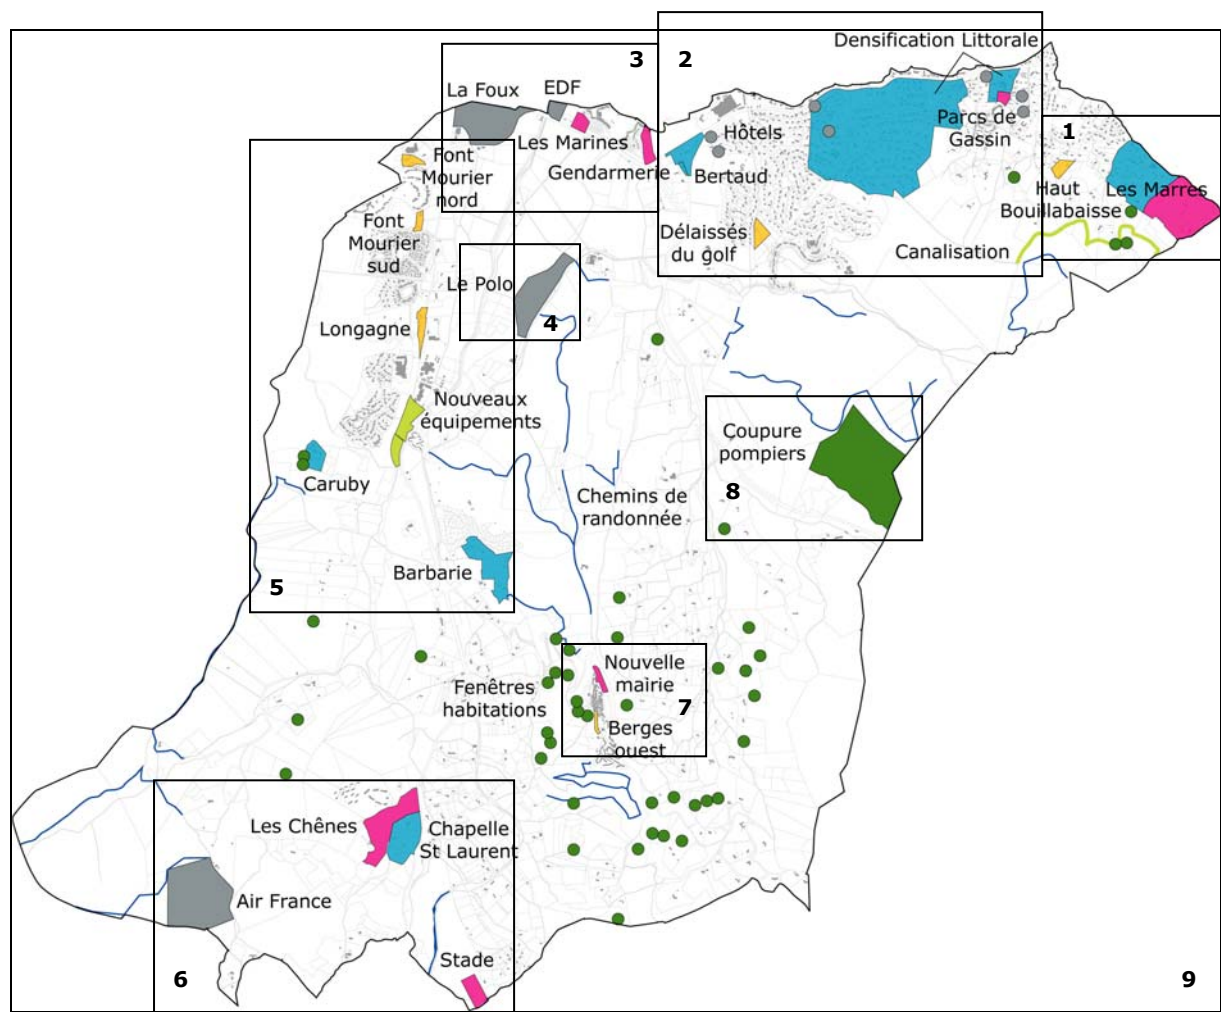 Densification Littorale
3
2
La Foux
EDF
Les Marines
Gendarmerie
Hôtels
Bertaud
Parcs de
Gassin
1
Haut
Bouillabaisse
Les Marres
Font
Mourier
nord
Font
Mourier
sud
Délaissés
du golf
Canalisation
Le Polo
4
Longagne
Nouveaux
équipements
Caruby
Coupure
pompiers
8
Chemins de
randonnée
Barbarie
5
Nouvelle
mairie
Fenêtres
habitations
7
Berges
ouest
Les Chênes
Chapelle
St Laurent
Air France
Stade
6
9